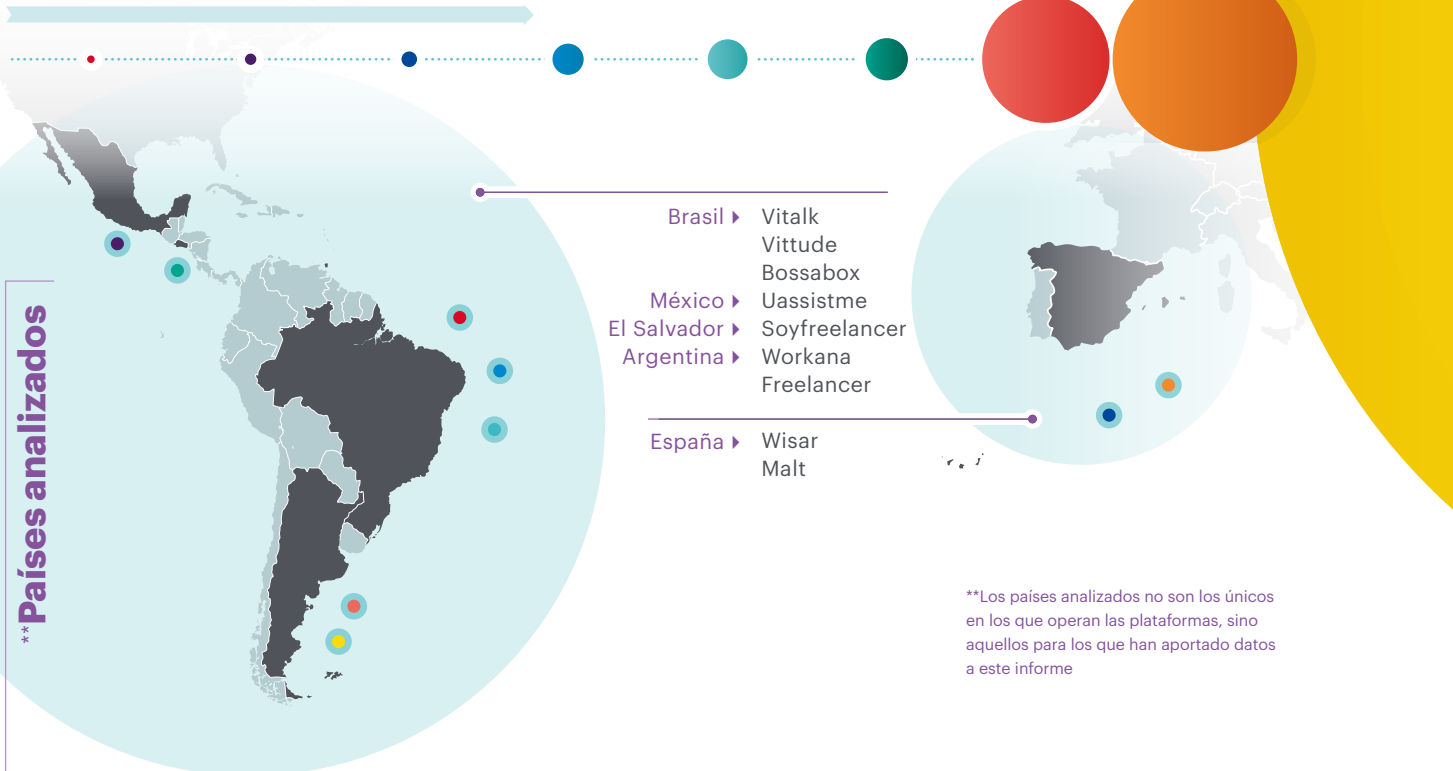 **Países analizados
Brasil Vitalk
Vittude
Bossabox
México Uassistme
El Salvador Soyfreelancer
Argentina Workana
Freelancer
España Wisar
Malt
**Los países analizados no son los únicos
en los que operan las plataformas, sino
aquellos para los que han aportado datos
a este informe